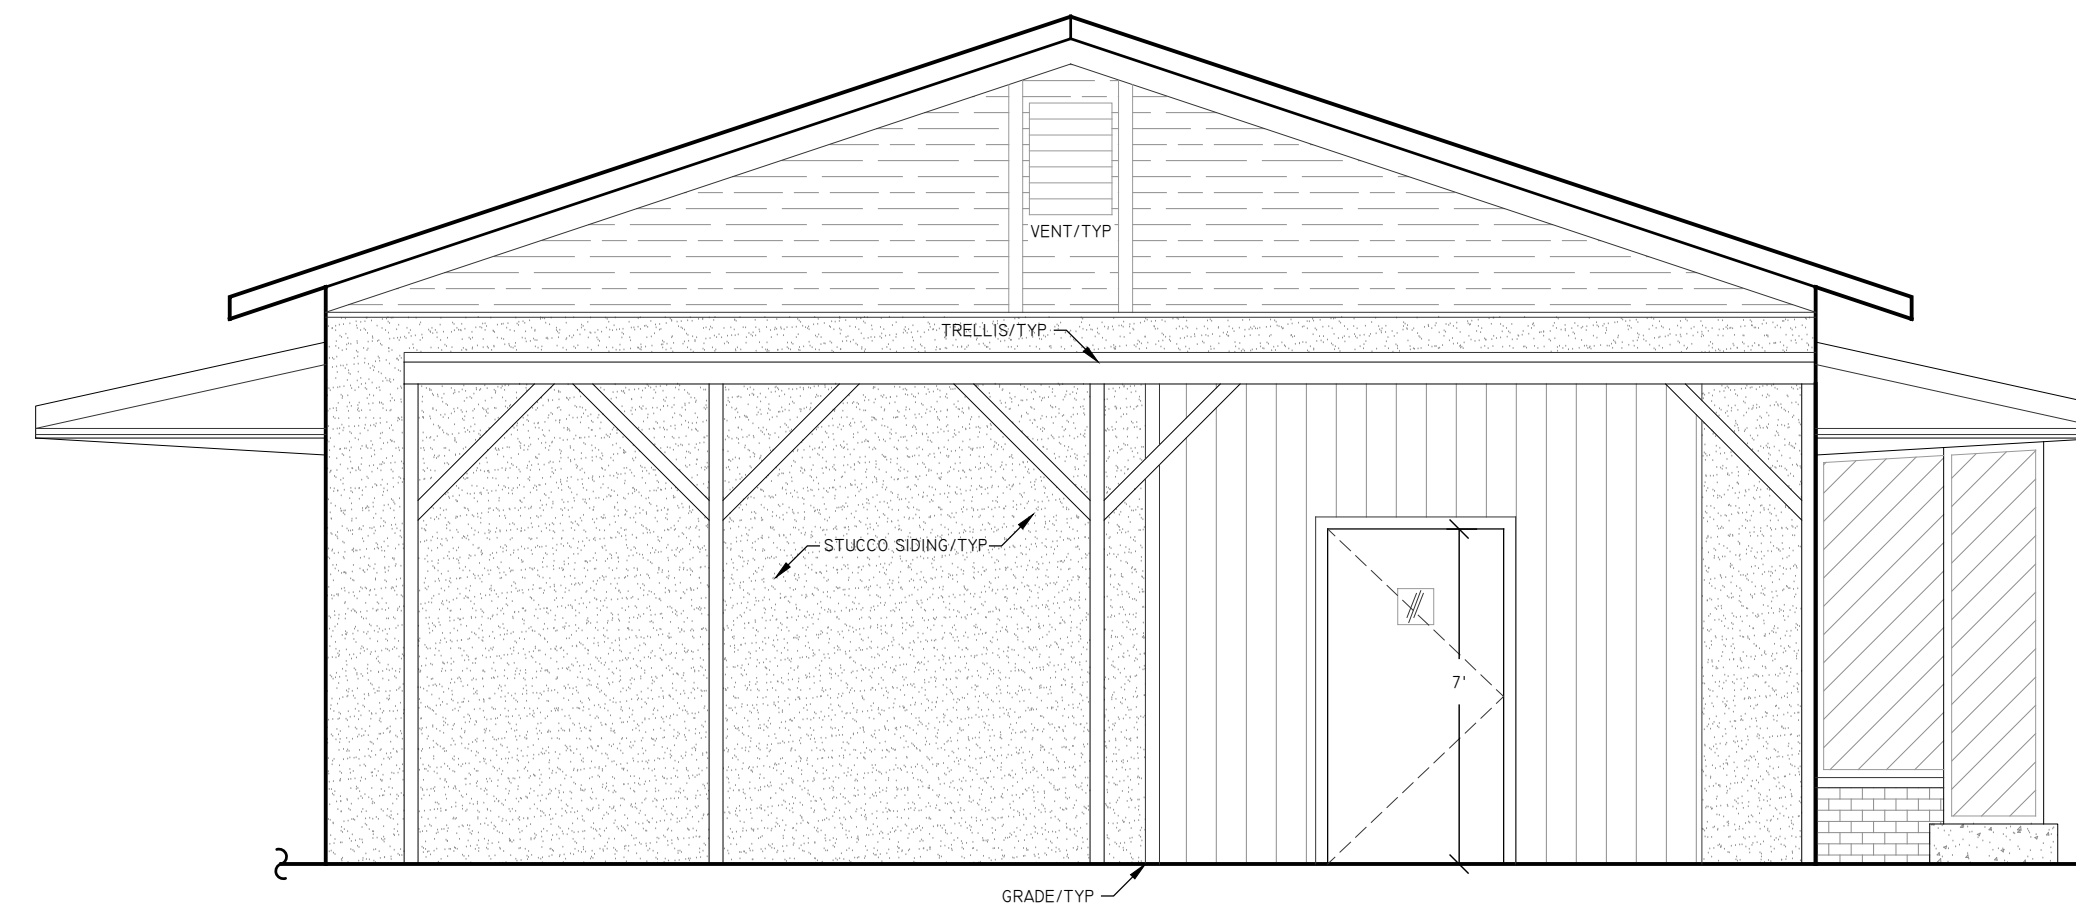 VENT/TYP
TRELLIS/TYP
STUCCO SIDING/TYP
7'
GRADE/TYP